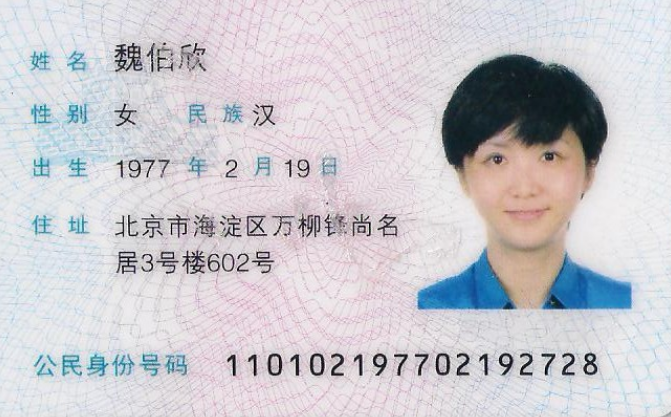 姓名 魏伯欣
性别 女 民族 汉
出生 1977 年 2 月 19 日
住址 北京市海淀区万柳锋尚名
居3号楼602号
公民身份号码 110102197702192728